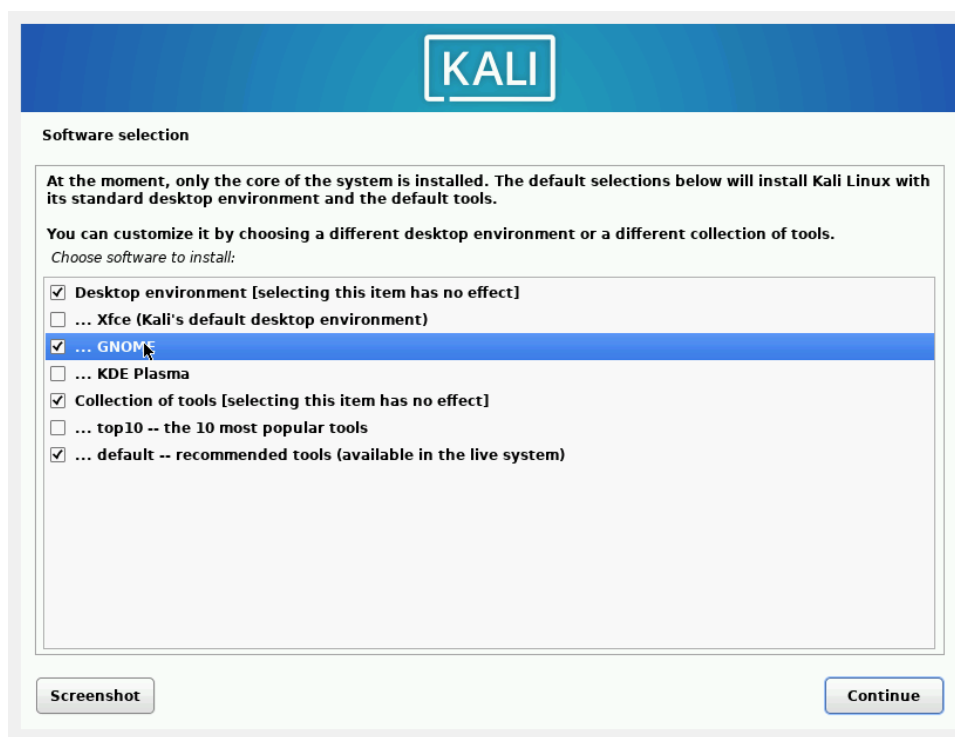 KALI
Software selection
At the moment, only the core of the system is installed. The default selections below will install Kali Linux with
its standard desktop environment and the default tools.
You can customize it by choosing a different desktop environment or a different collection of tools.
Choose software to install:
Desktop environment [selecting this item has no effect]
... Xfce (Kali's default desktop environment)
... GNOME
... KDE Plasma
Collection of tools [selecting this item has no effect]
... top10 -- the 10 most popular tools
... default -- recommended tools (available in the live system)
Screenshot
Continue